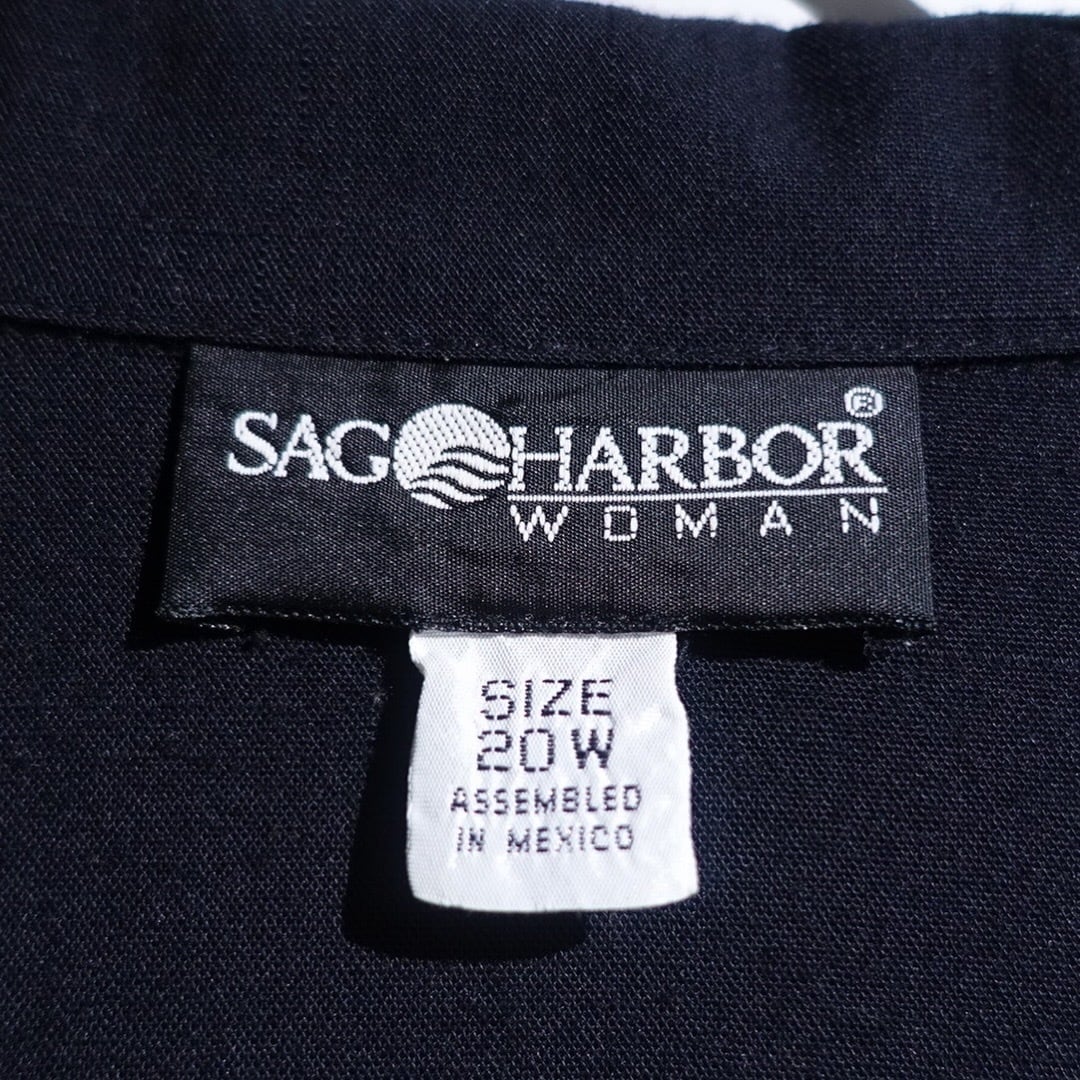 SAG HARBOR®
WOMAN
SIZE
20W
ASSEMBLED
IN MEXICO